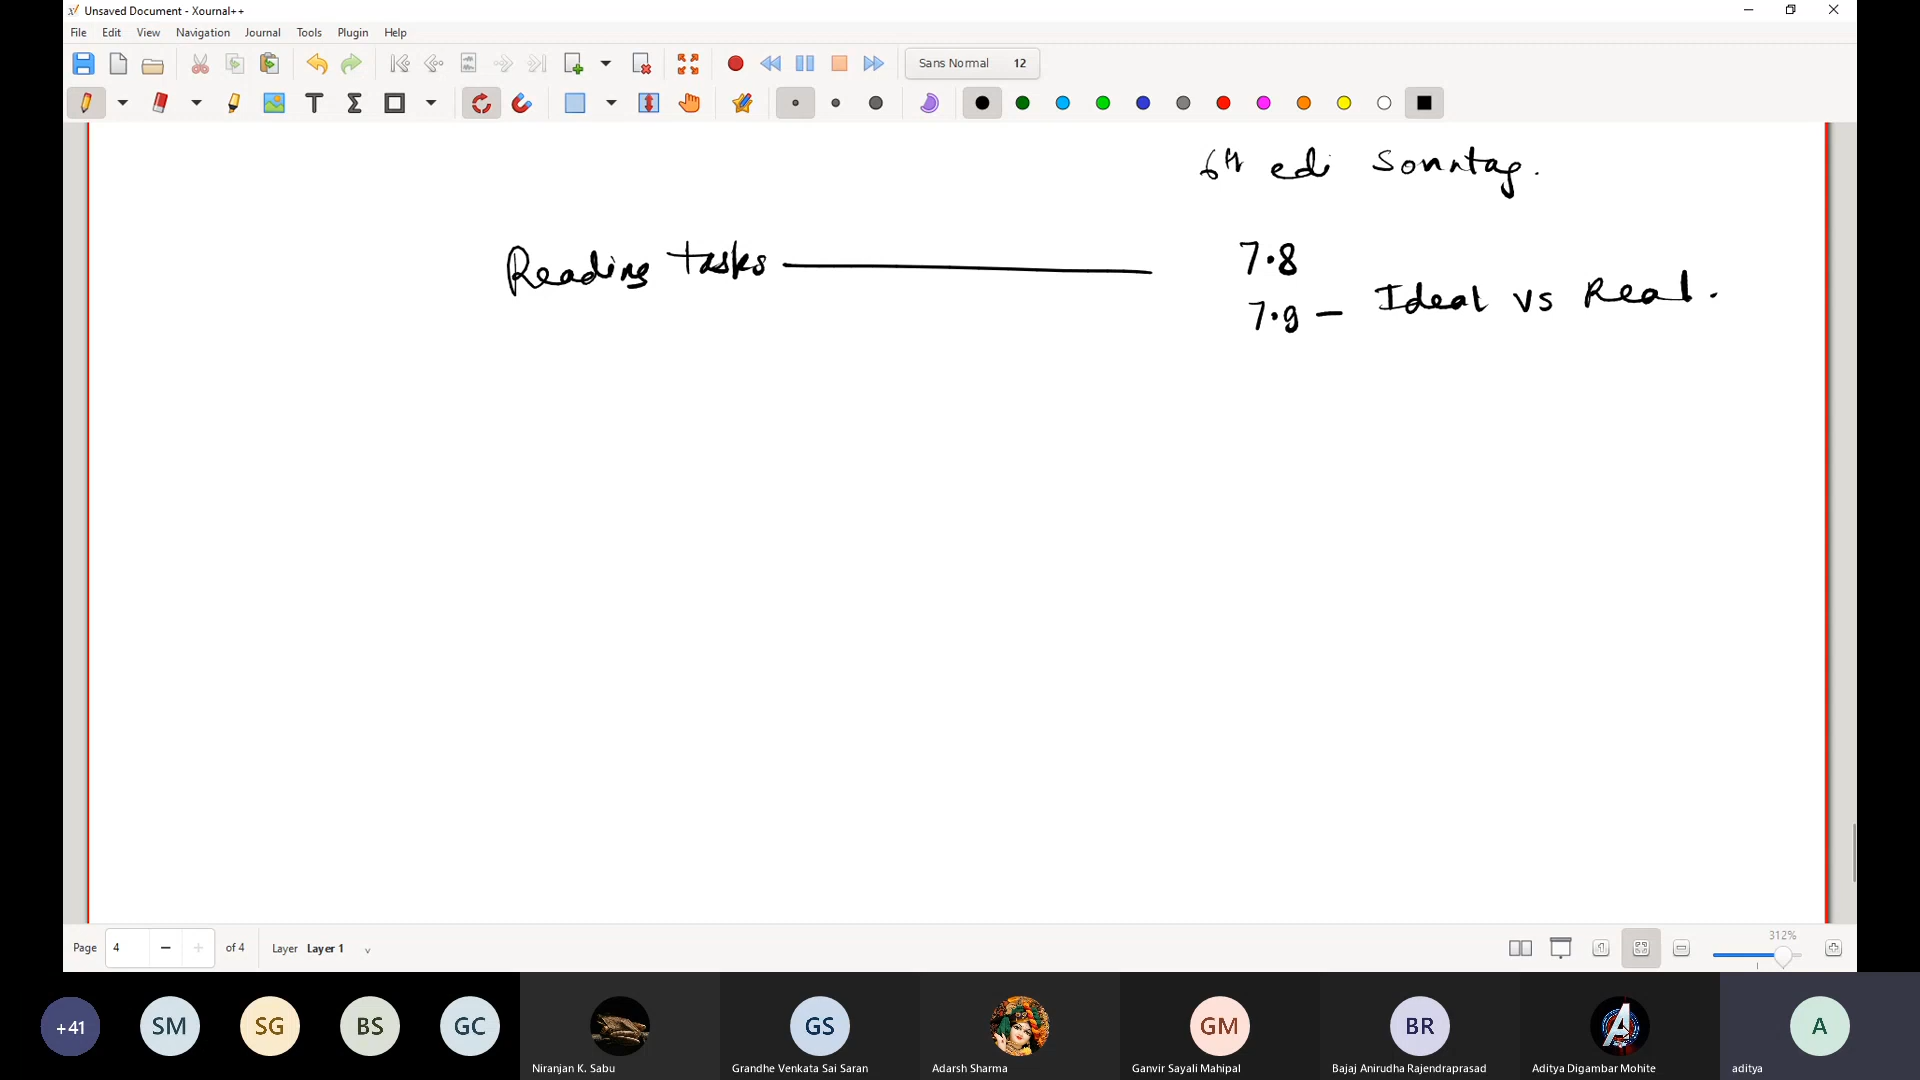 Unsaved Document - Xournal++
File Edit View Navigation Journal Tools Plugin Help
Sans Normal 12
6th edi Sonntag.
Reading tasks 7.8
7.9 - Ideal vs Real.
Page 4 of 4 Layer Layer 1
312%
+41 SM SG BS GC GS GM BR A
Niranjan K. Sabu Grandhe Venkata Sai Saran Adarsh Sharma Ganvir Sayali Mahipal Bajaj Anirudha Rajendraprasad Aditya Digambar Mohite aditya